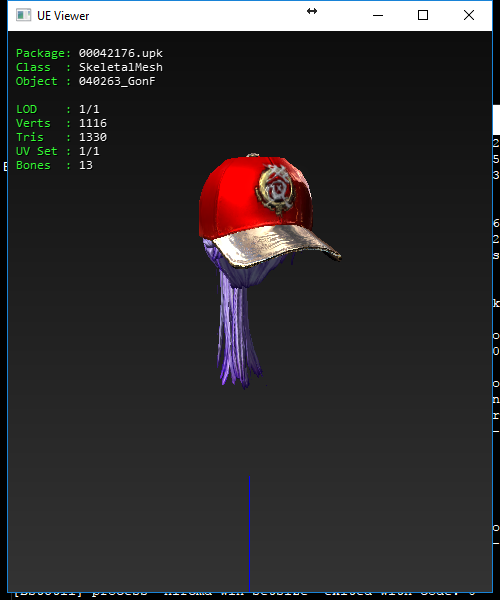 UE Viewer
Package: 00042176.upk
Class  : SkeletalMesh
Object : 040263_GonF
LOD    : 1/1
Verts  : 1116
Tris   : 1330
UV Set : 1/1
Bones  : 13